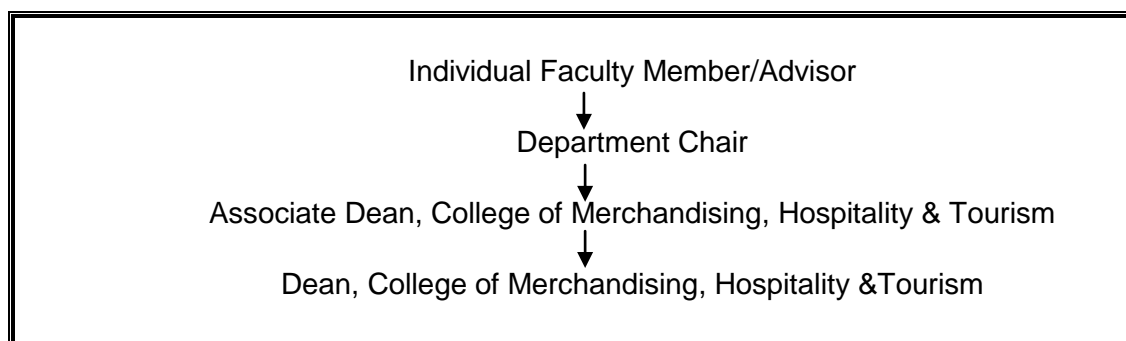 Individual Faculty Member/Advisor
Department Chair
Associate Dean, College of Merchandising, Hospitality & Tourism
Dean, College of Merchandising, Hospitality &Tourism